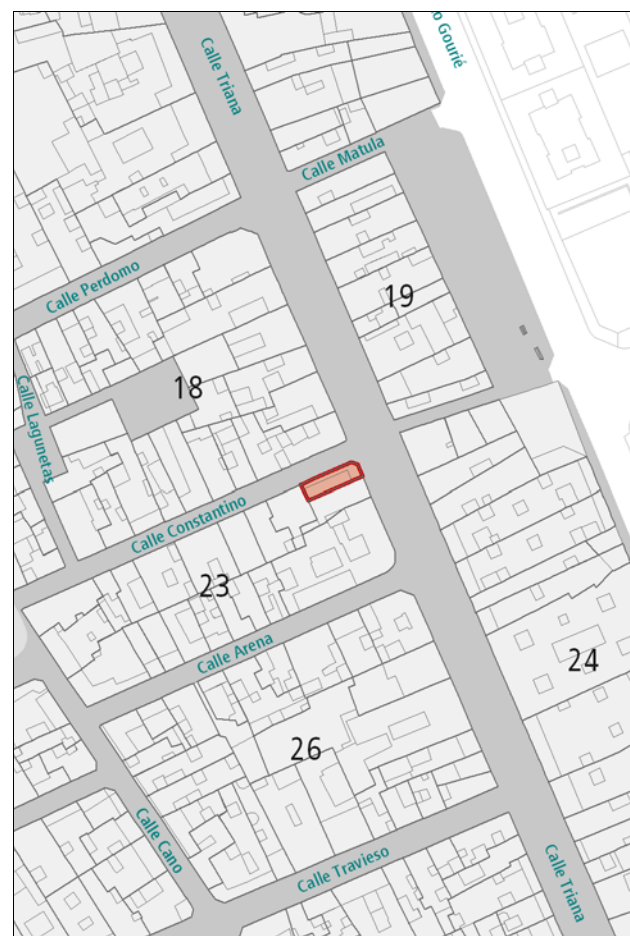 o Gourié
Calle Triana
Calle Matula
Calle Perdomo
19
18
Calle Lagunetas
Calle Constantino
23
Calle Arena
24
26
Calle Cano
Calle Travieso
Calle Triana